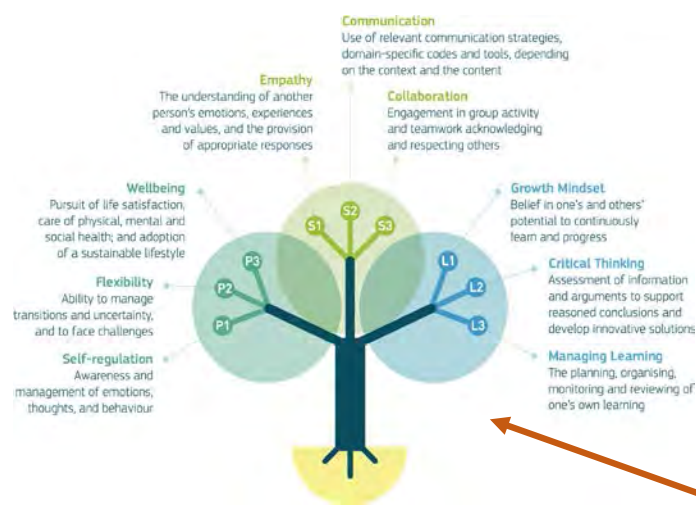 Communication
Use of relevant communication strategies,
domain-specific codes and tools, depending
on the context and the content
Empathy
The understanding of another
person's emotions, experiences
and values, and the provision
of appropriate responses
Collaboration
Engagement in group activity
and teamwork acknowledging
and respecting others
Wellbeing
Pursuit of life satisfaction,
care of physical, mental and
social health; and adoption
of a sustainable lifestyle
Flexibility
Ability to manage
transitions and uncertainty,
and to face challenges
Self-regulation
Awareness and
management of emotions,
thoughts, and behaviour
S1
S2
S3
P3
P2
P1
L1
L2
L3
Growth Mindset
Belief in one's and others'
potential to continuously
learn and progress
Critical Thinking
Assessment of information
and arguments to support
reasoned conclusions and
develop innovative solutions
Managing Learning
The planning, organising,
monitoring and reviewing of
one's own learning